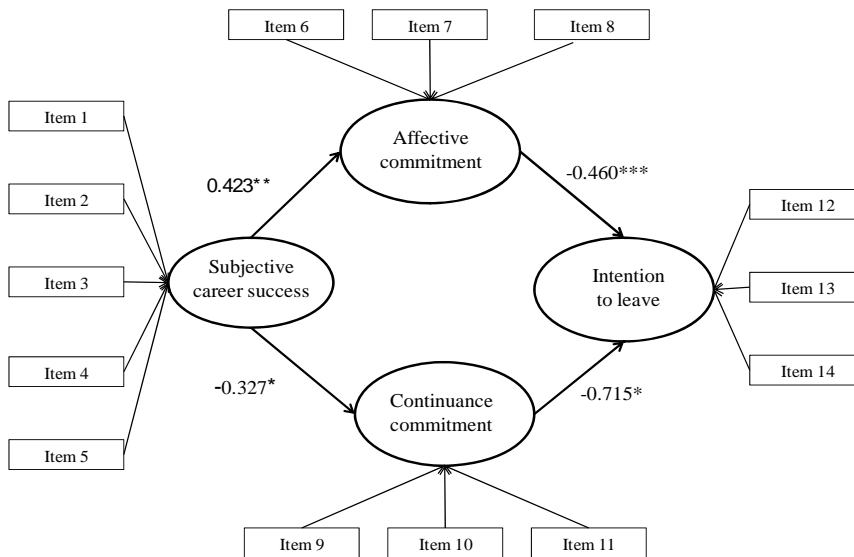 Item 6
Item 7
Item 8
Item 1
Affective
commitment
0.423**
-0.460***
Item 2
Item 12
Subjective
career success
Item 3
Intention
to leave
Item 13
Item 4
Item 14
-0.327*
Continuance
commitment
-0.715*
Item 5
Item 9
Item 10
Item 11